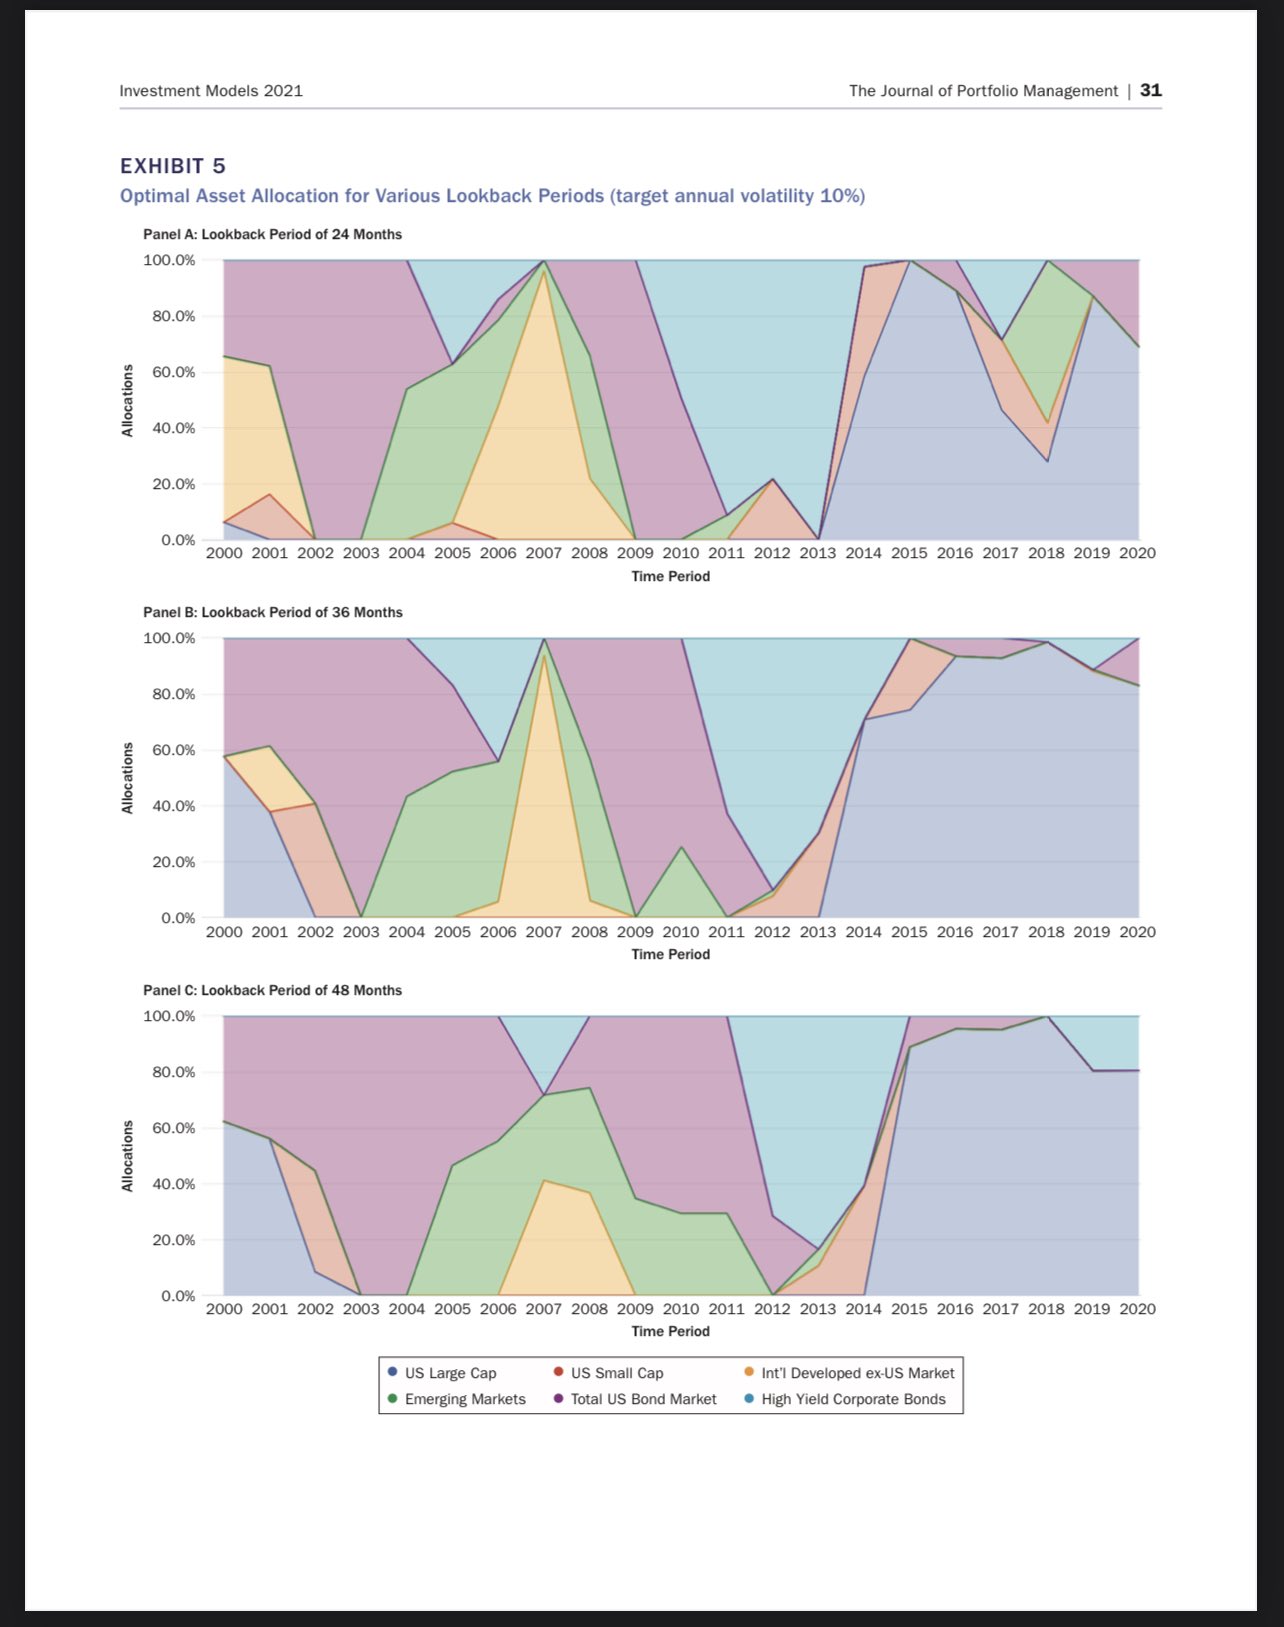 Investment Models 2021
The Journal of Portfolio Management | 31
EXHIBIT 5
Optimal Asset Allocation for Various Lookback Periods (target annual volatility 10%)
Panel A: Lookback Period of 24 Months
100.0%
80.0%
60.0%
40.0%
20.0%
0.0%
Allocations
2000 2001 2002 2003 2004 2005 2006 2007 2008 2009 2010 2011 2012 2013 2014 2015 2016 2017 2018 2019 2020
Time Period
Panel B: Lookback Period of 36 Months
100.0%
80.0%
60.0%
40.0%
20.0%
0.0%
Allocations
2000 2001 2002 2003 2004 2005 2006 2007 2008 2009 2010 2011 2012 2013 2014 2015 2016 2017 2018 2019 2020
Time Period
Panel C: Lookback Period of 48 Months
100.0%
80.0%
60.0%
40.0%
20.0%
0.0%
Allocations
2000 2001 2002 2003 2004 2005 2006 2007 2008 2009 2010 2011 2012 2013 2014 2015 2016 2017 2018 2019 2020
Time Period
US Large Cap US Small Cap Int'l Developed ex-US Market
Emerging Markets Total US Bond Market High Yield Corporate Bonds